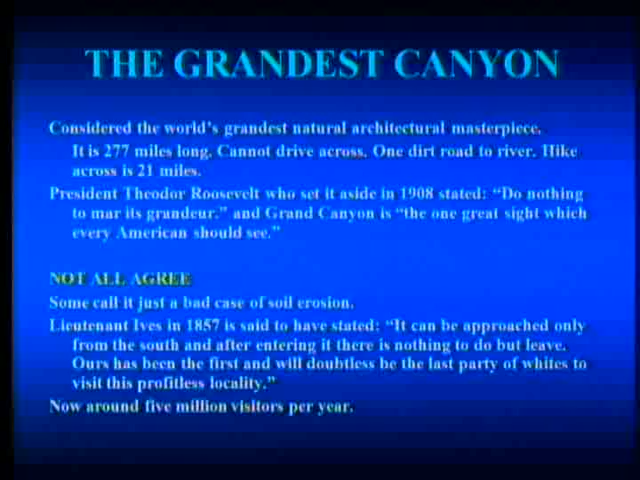 THE GRANDEST CANYON
Considered the world's grandest natural architectural masterpiece.
It is 277 miles long. Cannot drive across. One dirt road to river. Hike
across is 21 miles.
President Theodor Roosevelt who set it aside in 1908 stated: “Do nothing
to mar its grandeur.” and Grand Canyon is “the one great sight which
every American should see.”
NOT ALL AGREE
Some call it just a bad case of soil erosion.
Lieutenant Ives in 1857 is said to have stated: “It can be approached only
from the south and after entering it there is nothing to do but leave.
Ours has been the first and will doubtless be the last party of whites to
visit this profitless locality.”
Now around five million visitors per year.